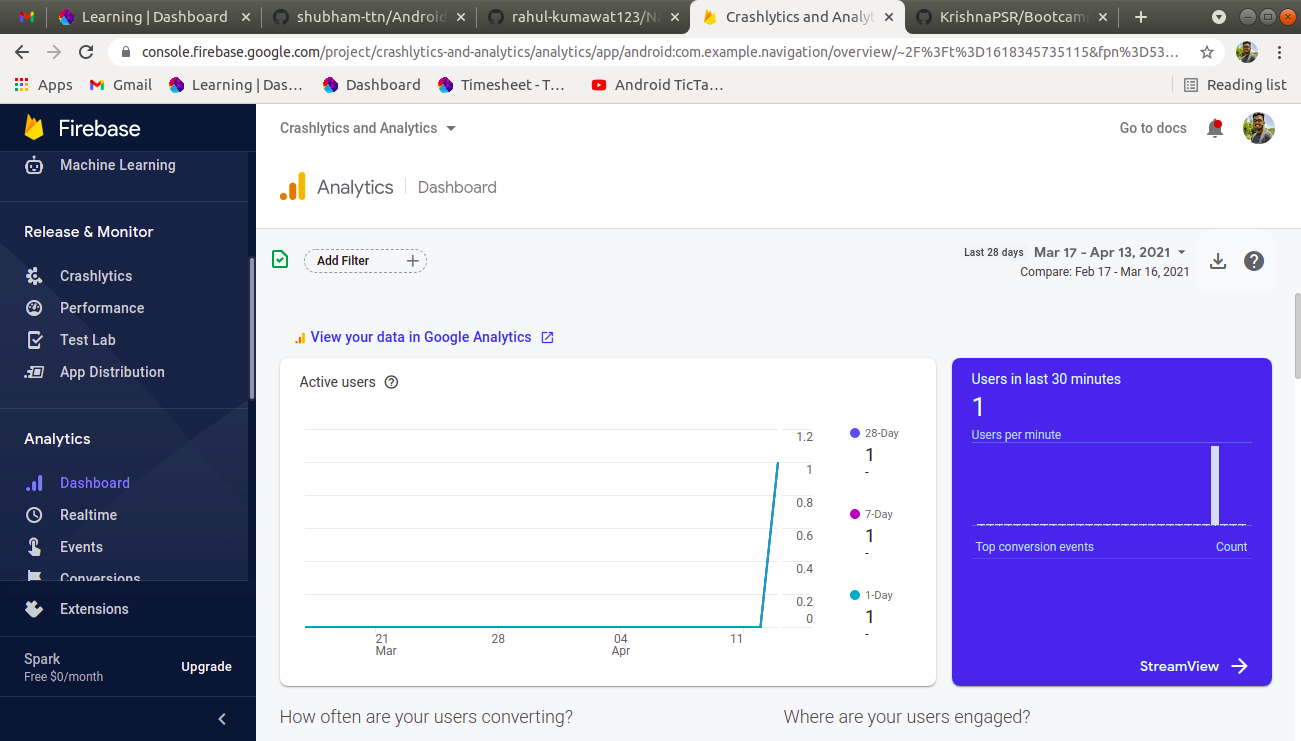 Learning | Dashboard
shubham-ttn/Android
rahul-kumawat123/Na
Crashlytics and Analyt
KrishnaPSR/Bootcamp
console.firebase.google.com/project/crashlytics-and-analytics/analytics/app/android:com.example.navigation/overview/~2F%3Ft%3D1618345735115&fpn%3D53...
Apps
Gmail
Learning | Das...
Dashboard
Timesheet - T...
Android TicTa...
Reading list
Firebase
Machine Learning
Release & Monitor
Crashlytics
Performance
Test Lab
App Distribution
Analytics
Dashboard
Realtime
Events
Conversions
Extensions
Spark
Free $0/month
Upgrade
Crashlytics and Analytics
Go to docs
Analytics
Dashboard
Add Filter
Last 28 days Mar 17 - Apr 13, 2021
Compare: Feb 17 - Mar 16, 2021
View your data in Google Analytics
Active users
1.2
1
0.8
0.6
0.4
0.2
0
21
Mar
28
04
Apr
11
28-Day
1
-
7-Day
1
-
1-Day
1
-
Users in last 30 minutes
1
Users per minute
Top conversion events Count
StreamView
How often are your users converting?
Where are your users engaged?